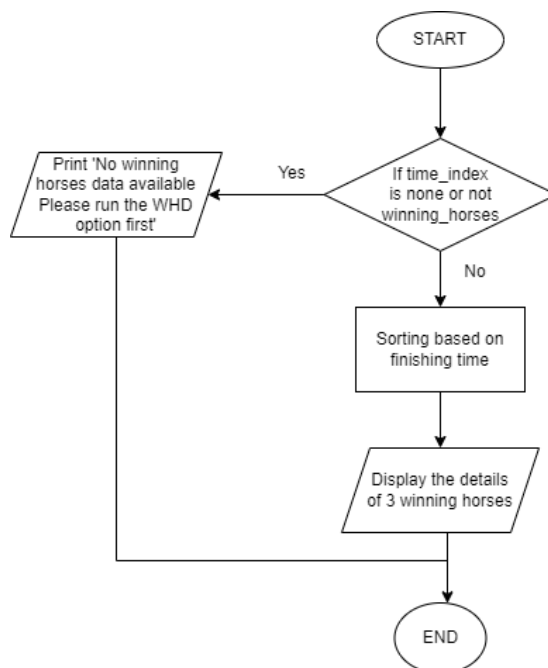 START
If time_index
is none or not
winning_horses
Yes
Print 'No winning
horses data available
Please run the WHD
option first'
No
Sorting based on
finishing time
Display the details
of 3 winning horses
END